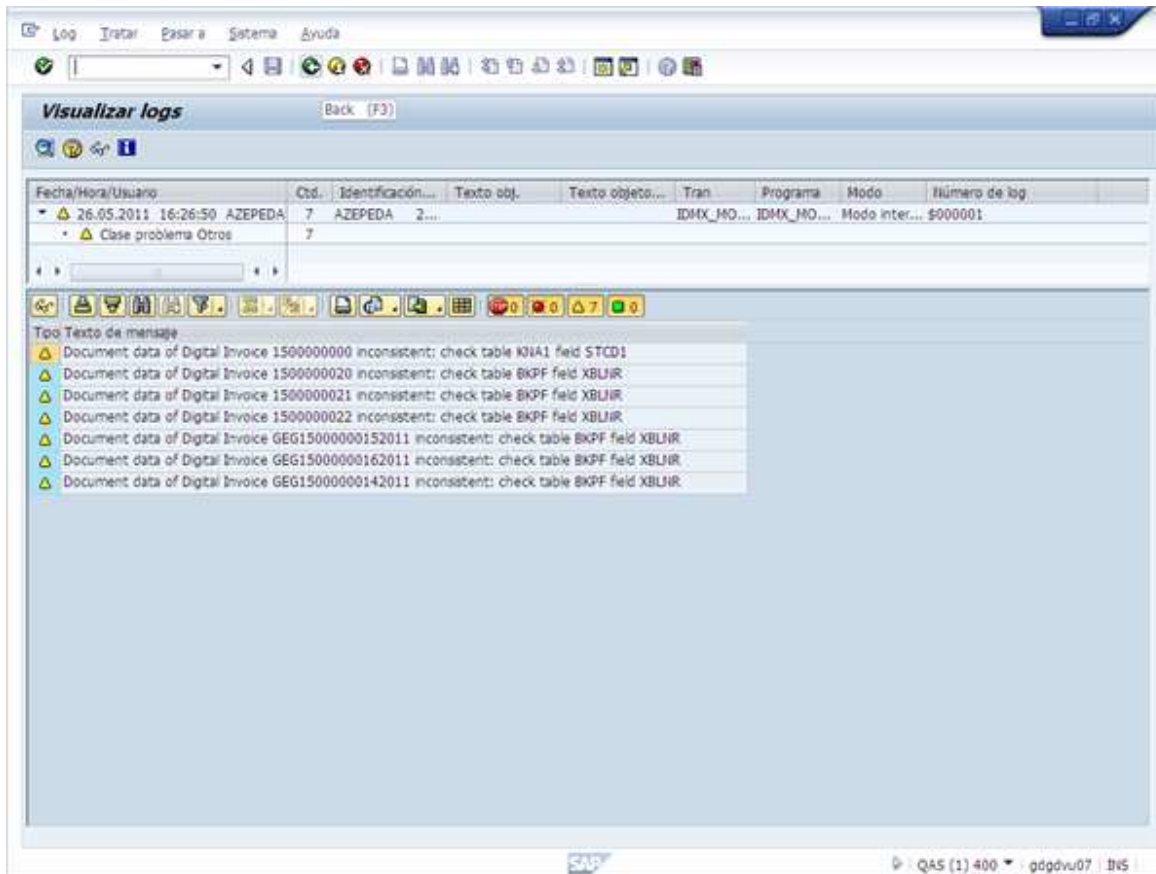 Log Tratar Pasar a Sistema Ayuda
Visualizar logs
Back (F3)
Fecha/Hora/Usuario Ctd. Identificación... Texto obj. Texto objeto... Tran Programa Modo Número de log
26.05.2011 16:26:50 AZEPEDA 7 AZEPEDA 2... IDMX_MO... IDMX_MO... Modo inter... $000001
Clase problema Otros 7
0 0 7 0
Tipo Texto de mensaje
Document data of Digital Invoice 1500000000 inconsistent: check table KNA1 field STCD1
Document data of Digital Invoice 1500000020 inconsistent: check table BKPF field XBLNR
Document data of Digital Invoice 1500000021 inconsistent: check table BKPF field XBLNR
Document data of Digital Invoice 1500000022 inconsistent: check table BKPF field XBLNR
Document data of Digital Invoice GEG15000000152011 inconsistent: check table BKPF field XBLNR
Document data of Digital Invoice GEG15000000162011 inconsistent: check table BKPF field XBLNR
Document data of Digital Invoice GEG15000000142011 inconsistent: check table BKPF field XBLNR
SAP QAS (1) 400 gdgdvu07 INS